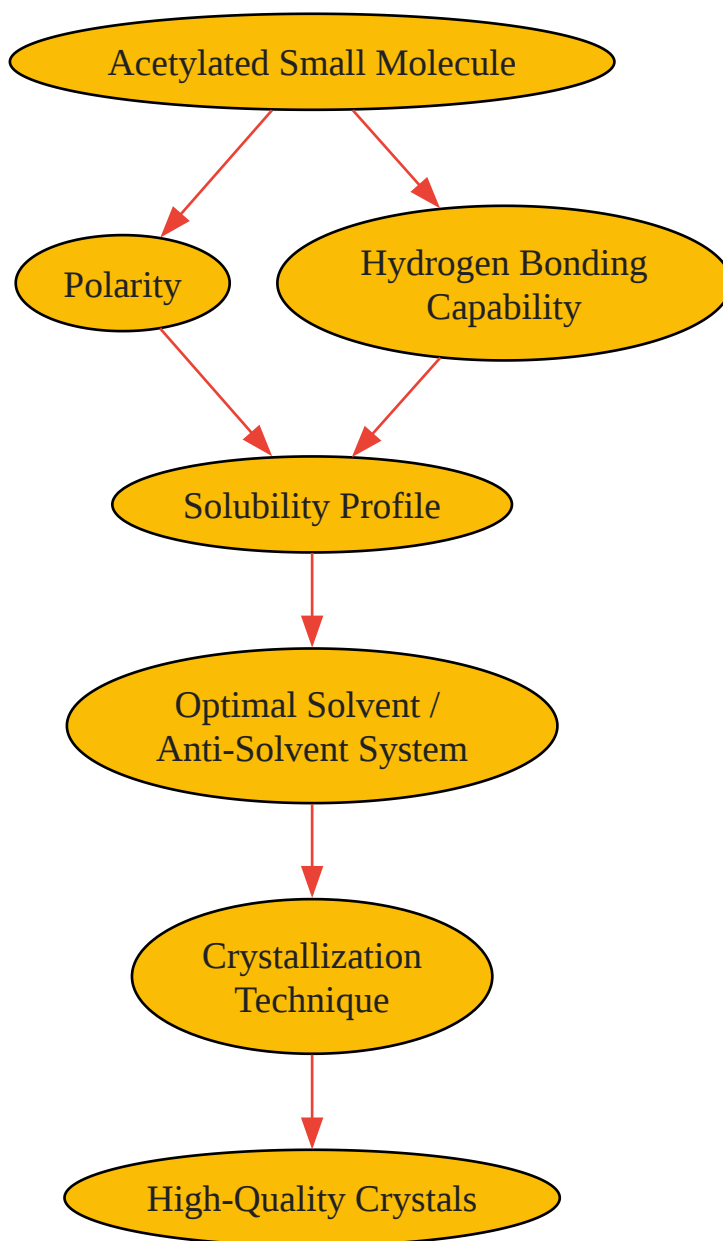 Acetylated Small Molecule
Polarity
Hydrogen Bonding
Capability
Solubility Profile
Optimal Solvent /
Anti-Solvent System
Crystallization
Technique
High-Quality Crystals